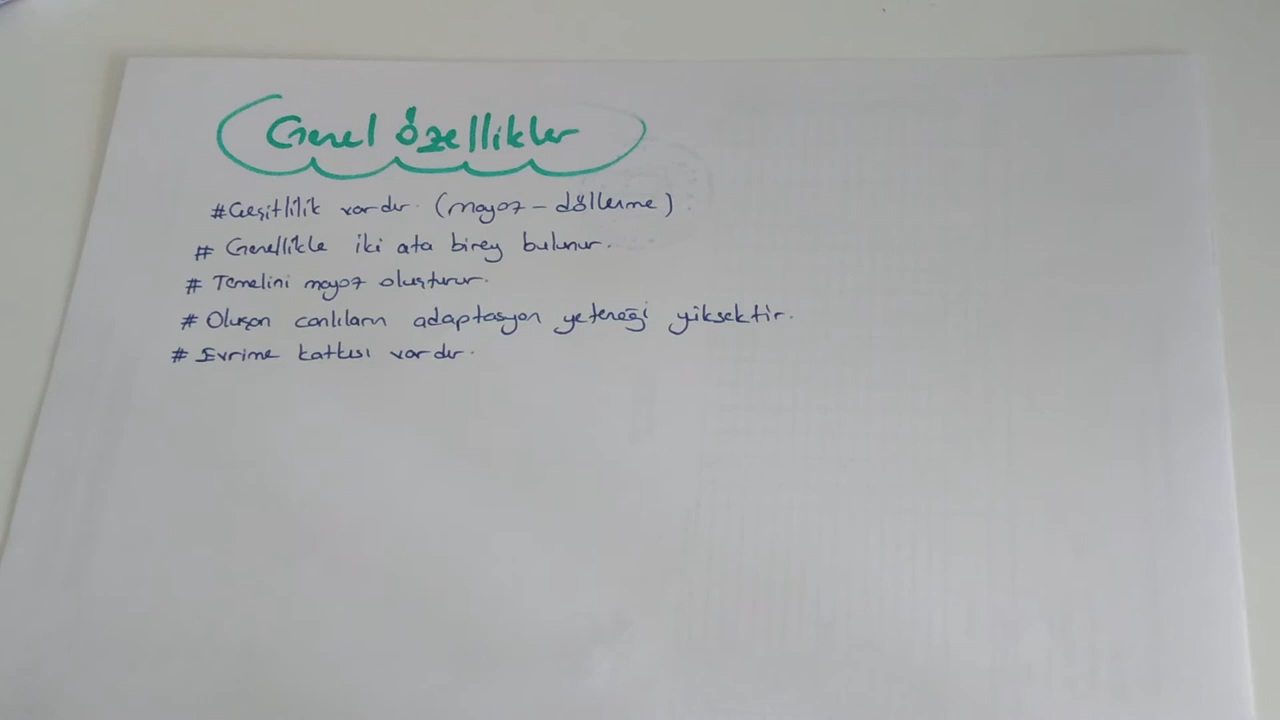 Genel özellikler
#Çeşitlilik vardır. (mayoz - döllenme)
# Genellikle iki ata birey bulunur.
# Temelini mayoz oluşturur.
# Oluşan canlıların adaptasyon yeteneği yüksektir.
# Evrime katkısı vardır.